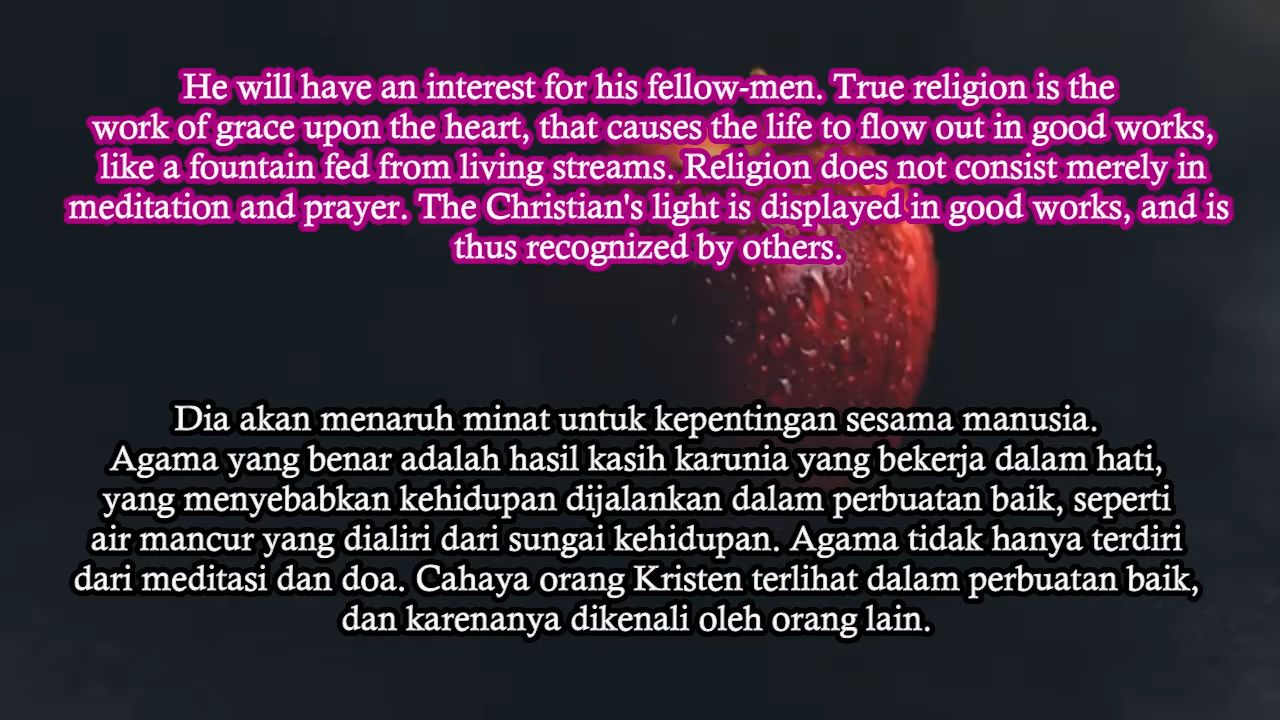 He will have an interest for his fellow-men. True religion is the
work of grace upon the heart, that causes the life to flow out in good works,
like a fountain fed from living streams. Religion does not consist merely in
meditation and prayer. The Christian's light is displayed in good works, and is
thus recognized by others.
Dia akan menaruh minat untuk kepentingan sesama manusia.
Agama yang benar adalah hasil kasih karunia yang bekerja dalam hati,
yang menyebabkan kehidupan dijalankan dalam perbuatan baik, seperti
air mancur yang dialiri dari sungai kehidupan. Agama tidak hanya terdiri
dari meditasi dan doa. Cahaya orang Kristen terlihat dalam perbuatan baik,
dan karenanya dikenali oleh orang lain.